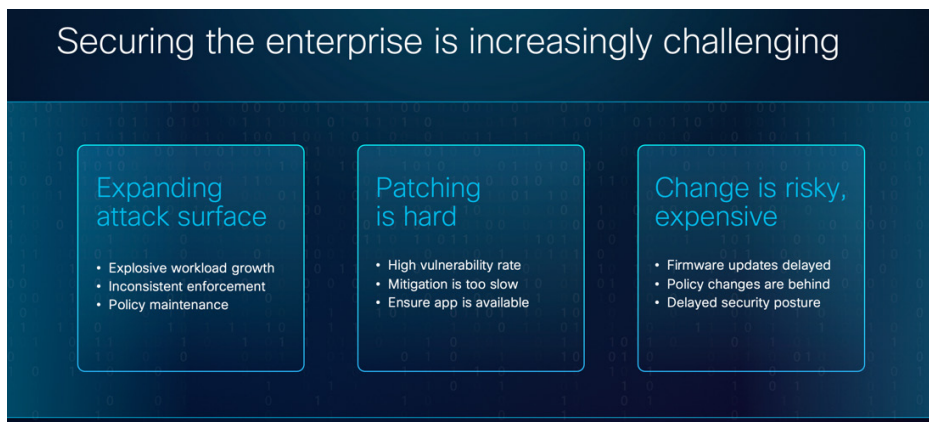 Securing the enterprise is increasingly challenging
Expanding
attack surface
• Explosive workload growth
• Inconsistent enforcement
• Policy maintenance
Patching
is hard
• High vulnerability rate
• Mitigation is too slow
• Ensure app is available
Change is risky,
expensive
• Firmware updates delayed
• Policy changes are behind
• Delayed security posture